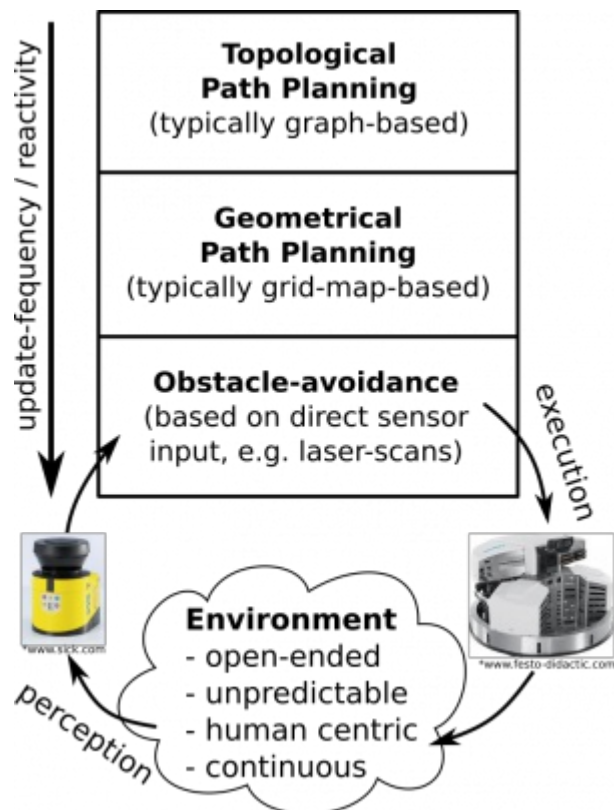 update-fequency / reactivity
Topological
Path Planning
(typically graph-based)
Geometrical
Path Planning
(typically grid-map-based)
Obstacle-avoidance
(based on direct sensor
input, e.g. laser-scans)
execution
*www.sick.com
*www.festo-didactic.com
perception
Environment
- open-ended
- unpredictable
- human centric
- continuous